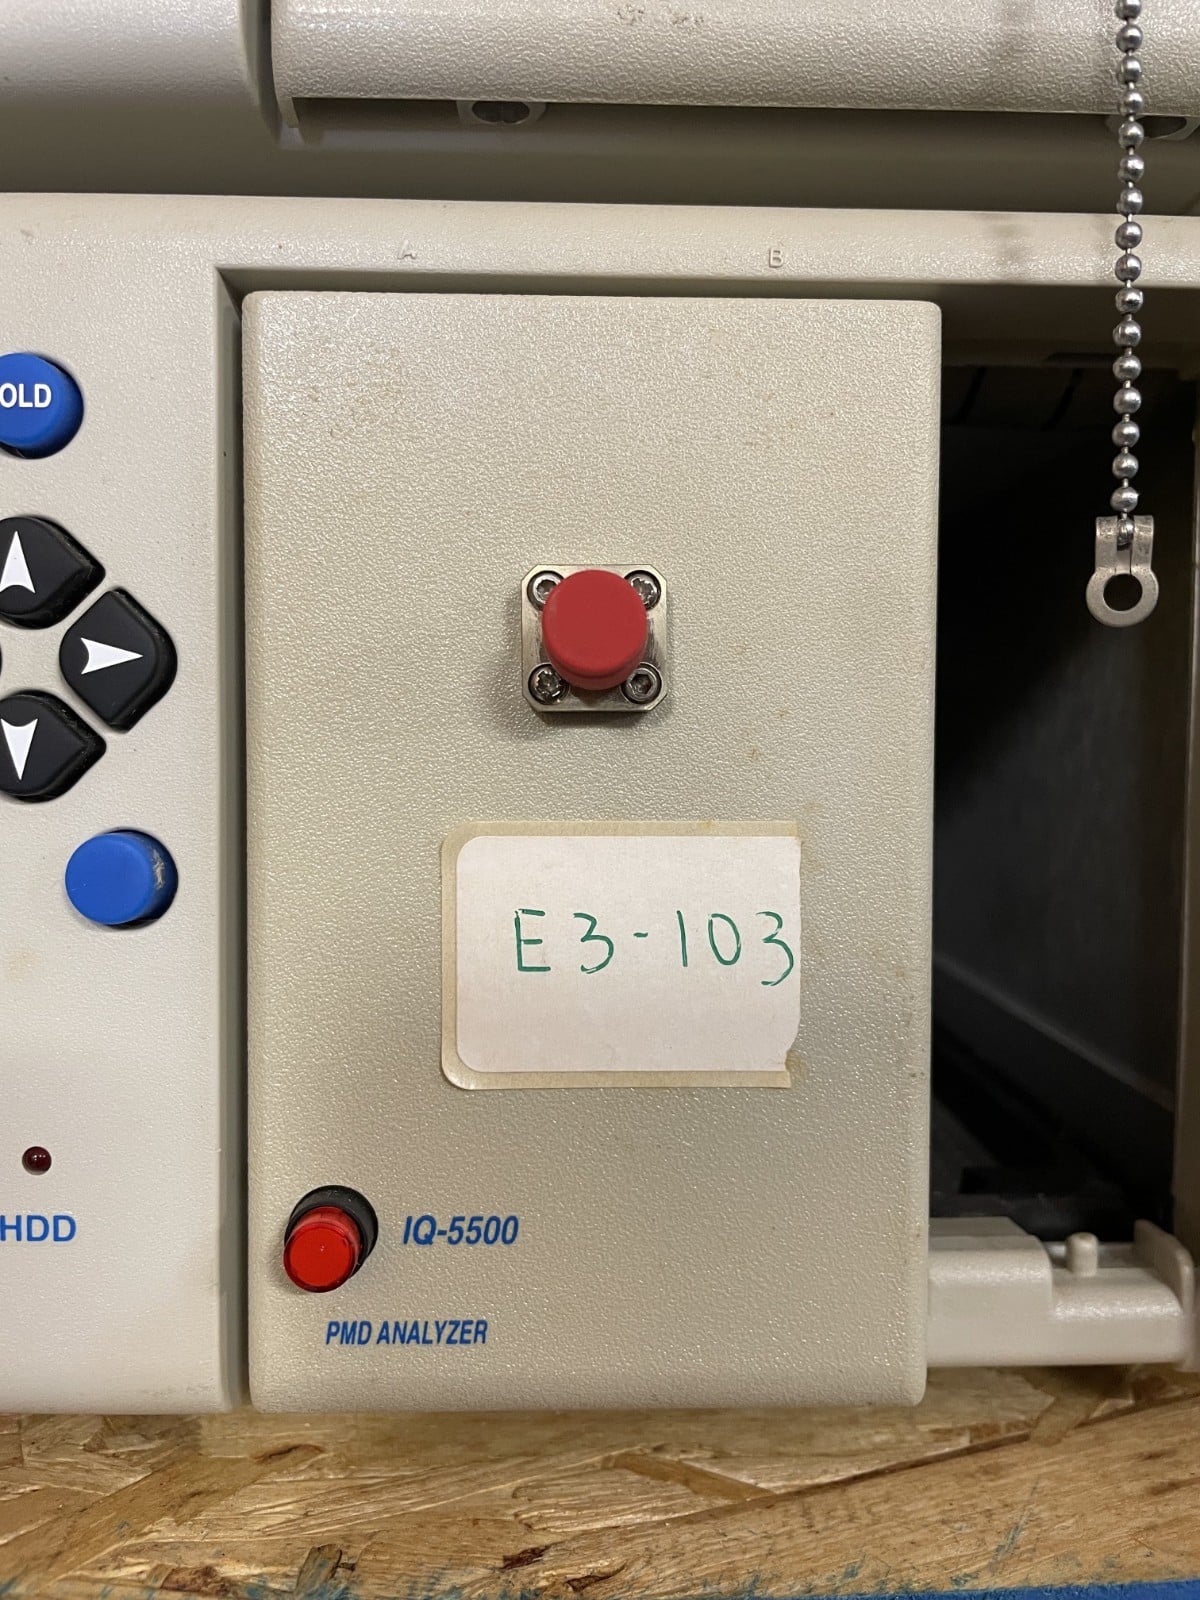 A
B
OLD
E3-103
IQ-5500
HDD
PMD ANALYZER